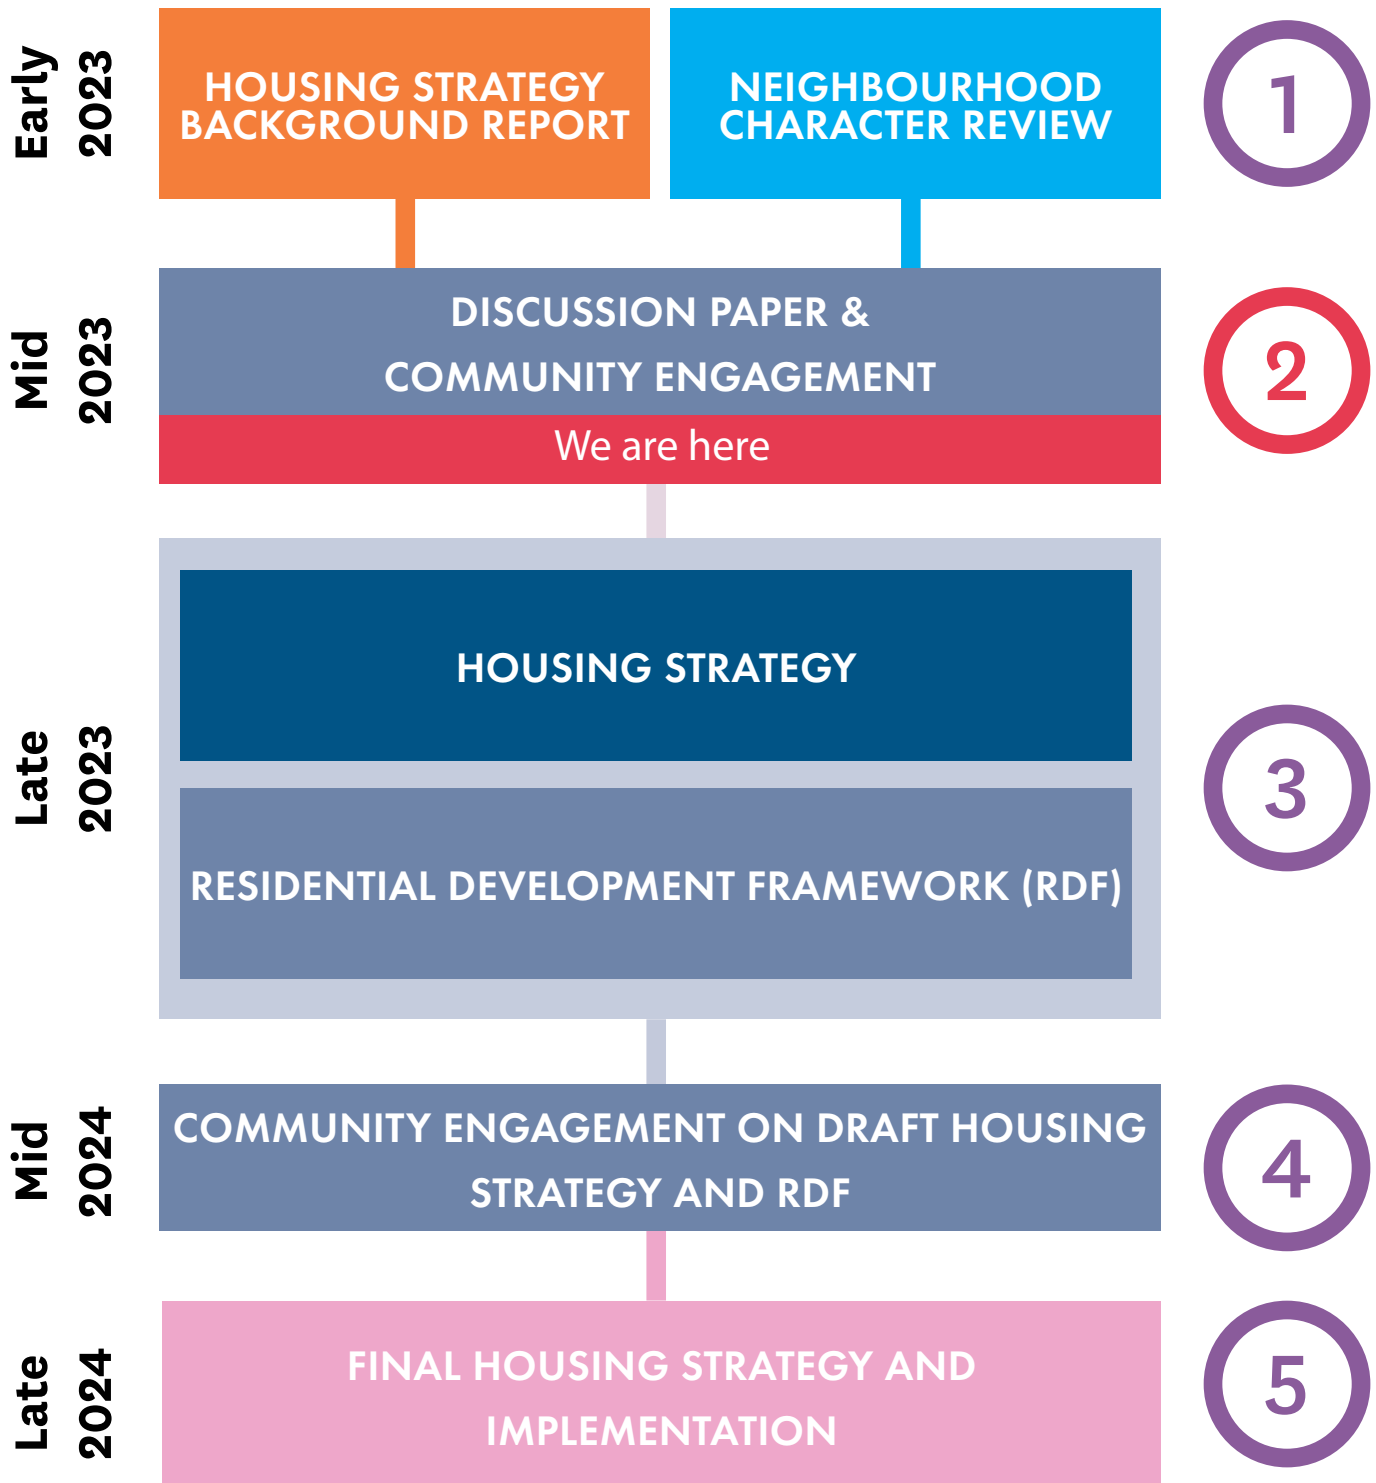 Early
2023
HOUSING STRATEGY
BACKGROUND REPORT
NEIGHBOURHOOD
CHARACTER REVIEW
1
Mid
2023
DISCUSSION PAPER &
COMMUNITY ENGAGEMENT
We are here
2
Late
2023
HOUSING STRATEGY
RESIDENTIAL DEVELOPMENT FRAMEWORK (RDF)
3
Mid
2024
COMMUNITY ENGAGEMENT ON DRAFT HOUSING
STRATEGY AND RDF
4
Late
2024
FINAL HOUSING STRATEGY AND
IMPLEMENTATION
5